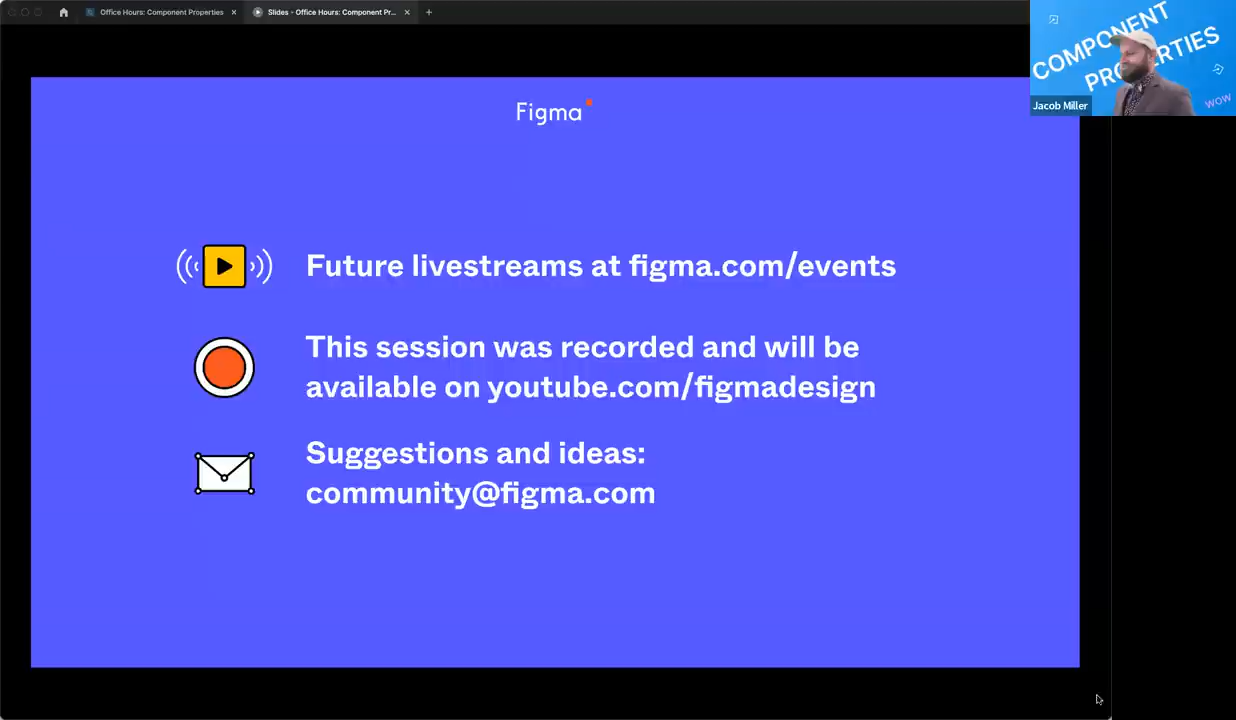 Office Hours: Component Properties
Slides - Office Hours: Component Pr...
COMPONENT
PROPERTIES
WOW
Jacob Miller
Figma
Future livestreams at figma.com/events
This session was recorded and will be
available on youtube.com/figmadesign
Suggestions and ideas:
community@figma.com